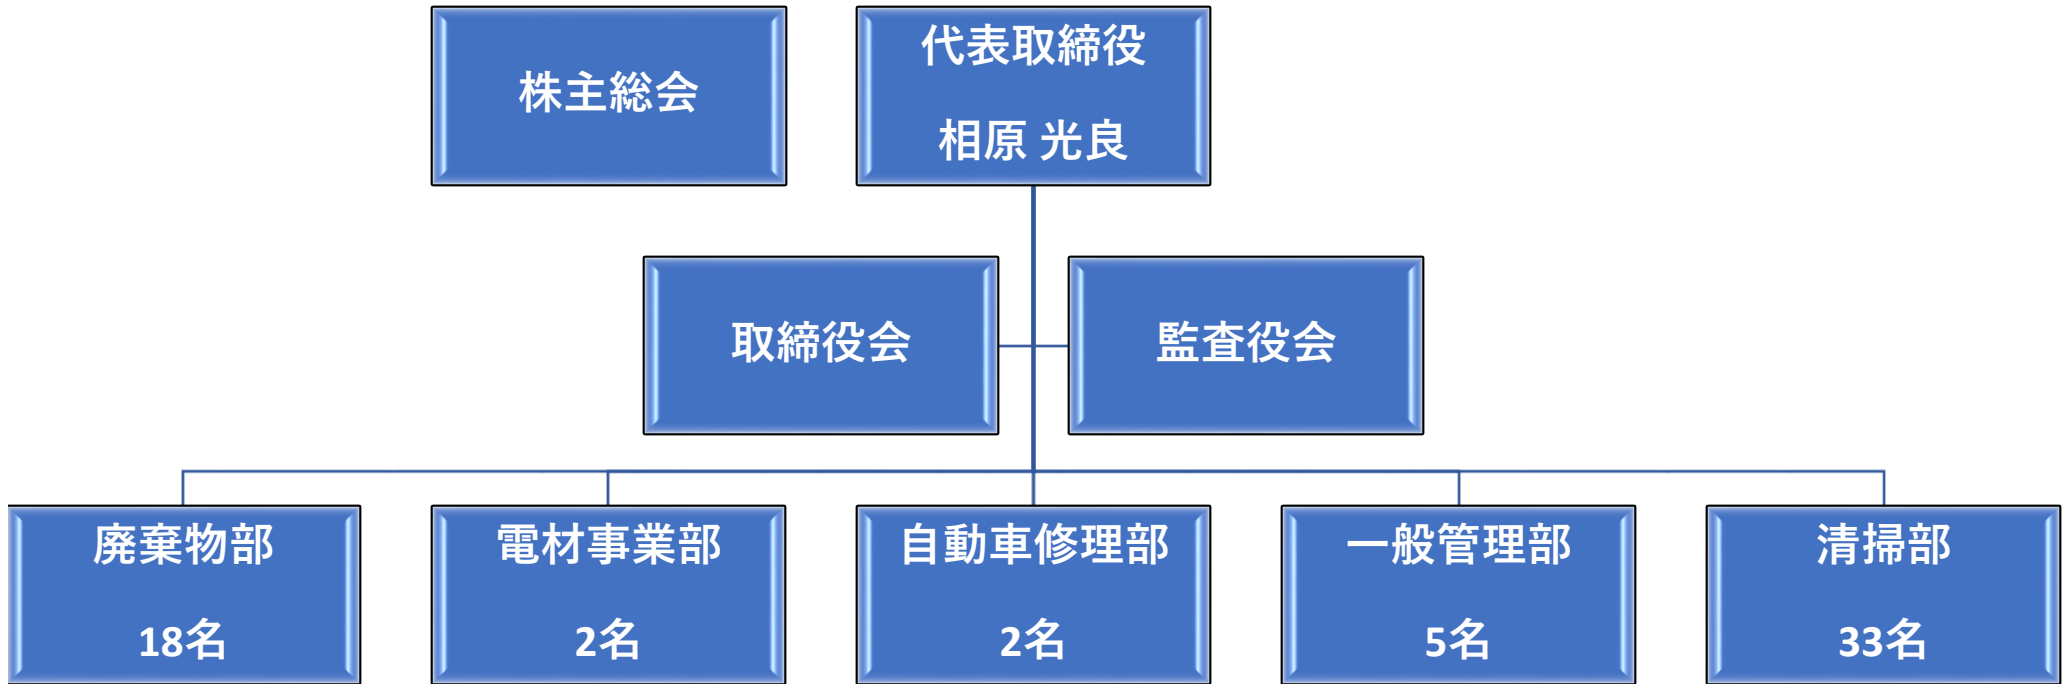 株主総会
代表取締役
相原 光良
取締役会
監査役会
廃棄物部
18名
電材事業部
2名
自動車修理部
2名
一般管理部
5名
清掃部
33名